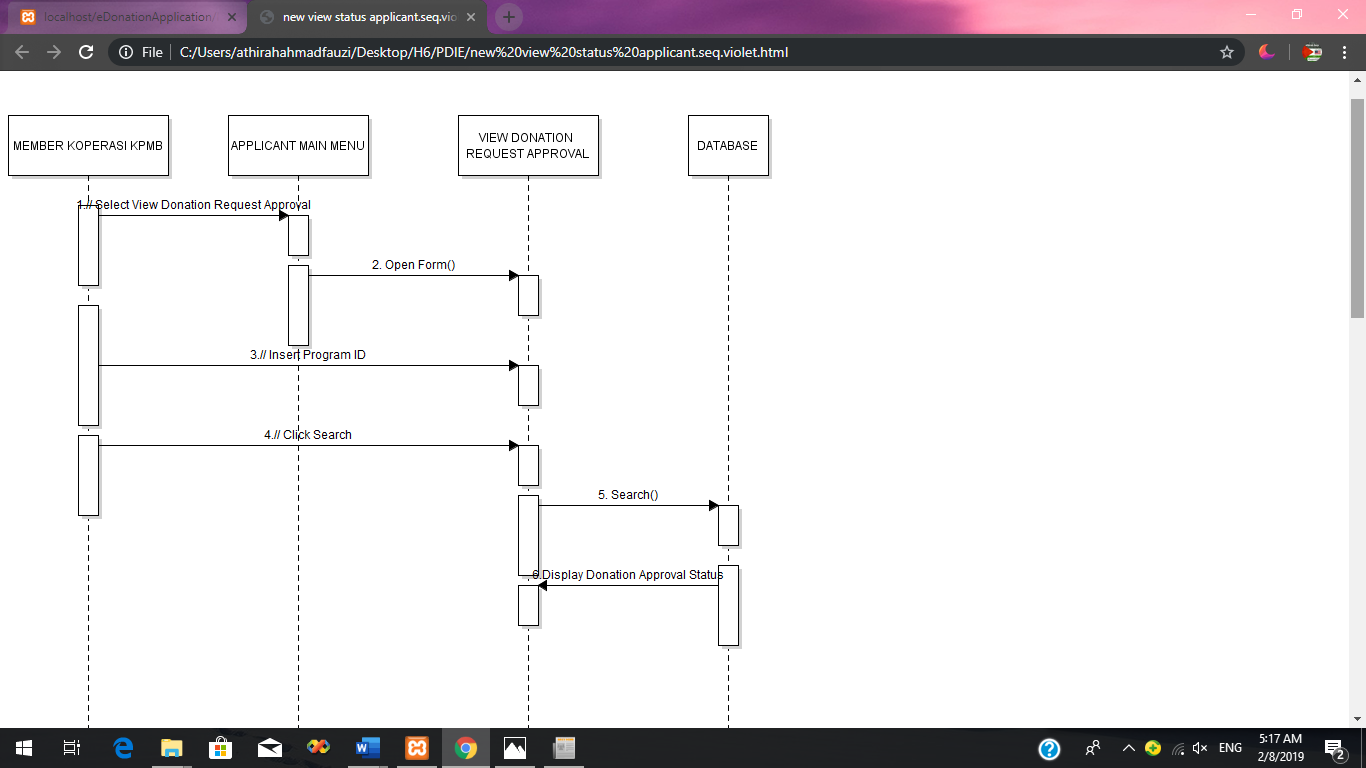 localhost/eDonationApplication/
new view status applicant.seq.vio
File
C:/Users/athirahahmadfauzi/Desktop/H6/PDIE/new%20view%20status%20applicant.seq.violet.html
MEMBER KOPERASI KPMB
APPLICANT MAIN MENU
VIEW DONATION
REQUEST APPROVAL
DATABASE
1.// Select View Donation Request Approval
2. Open Form()
3.// Insert Program ID
4.// Click Search
5. Search()
6.Display Donation Approval Status
ENG
5:17 AM
2/8/2019
2